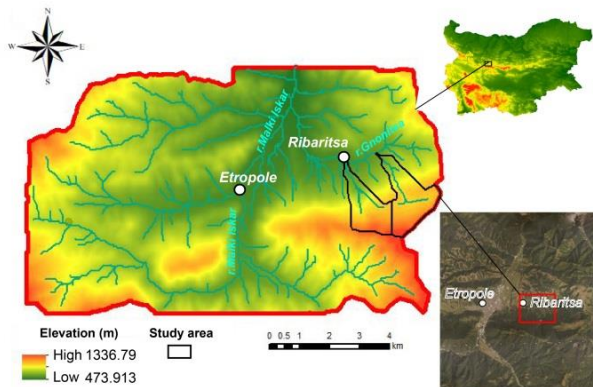 N
W E
S
r.Malki Iskar
Ribaritsa
Etropole
r.Malki Iskar
Etropole
Ribaritsa
Elevation (m)
Study area
High 1336.79
Low 473.913
0 0.5 1 2 3 4
km